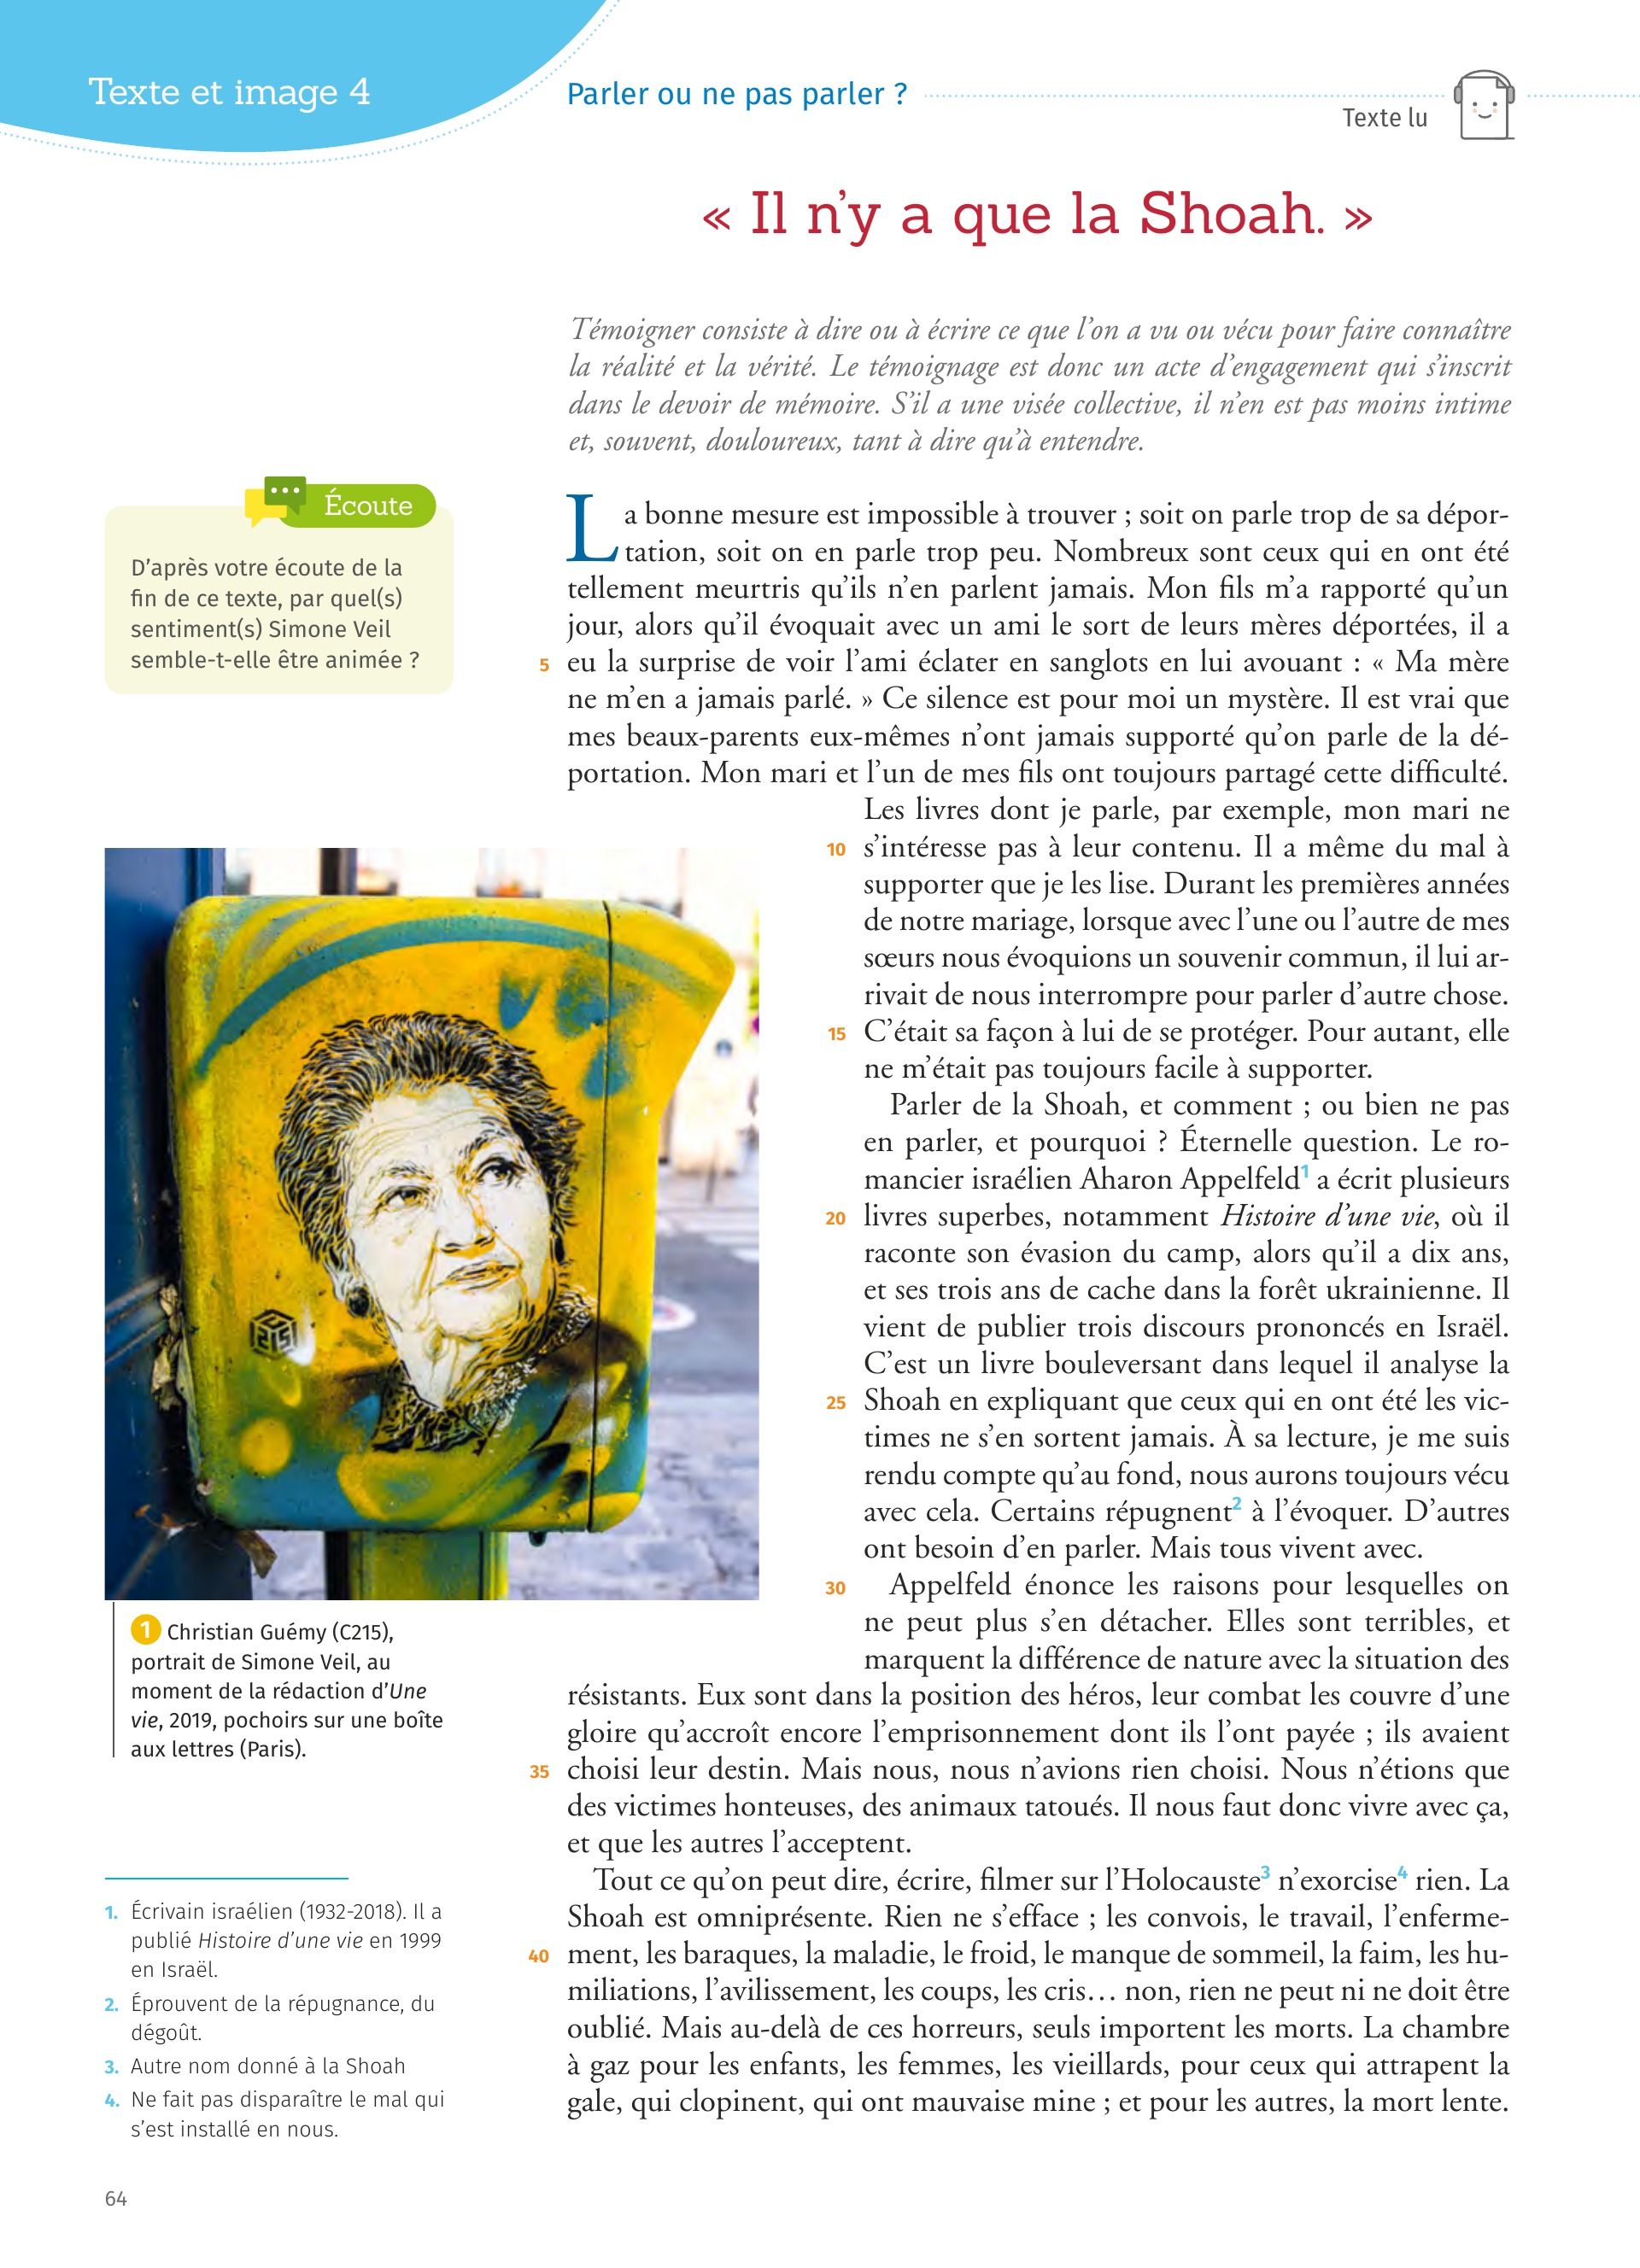 Texte et image 4
Parler ou ne pas parler ?
Texte lu
« Il n'y a que la Shoah. »
Témoigner consiste à dire ou à écrire ce que l'on a vu ou vécu pour faire connaître
la réalité et la vérité. Le témoignage est donc un acte d'engagement qui s'inscrit
dans le devoir de mémoire. S'il a une visée collective, il n'en est pas moins intime
et, souvent, douloureux, tant à dire qu'à entendre.
Écoute
D'après votre écoute de la
fin de ce texte, par quel(s)
sentiment(s) Simone Veil
semble-t-elle être animée ?
La bonne mesure est impossible à trouver ; soit on parle trop de sa dépor-
tation, soit on en parle trop peu. Nombreux sont ceux qui en ont été
tellement meurtris qu'ils n'en parlent jamais. Mon fils m'a rapporté qu'un
jour, alors qu'il évoquait avec un ami le sort de leurs mères déportées, il a
5 eu la surprise de voir l'ami éclater en sanglots en lui avouant : « Ma mère
ne m'en a jamais parlé. » Ce silence est pour moi un mystère. Il est vrai que
mes beaux-parents eux-mêmes n'ont jamais supporté qu'on parle de la dé-
portation. Mon mari et l'un de mes fils ont toujours partagé cette difficulté.
Les livres dont je parle, par exemple, mon mari ne
10 s'intéresse pas à leur contenu. Il a même du mal à
supporter que je les lise. Durant les premières années
de notre mariage, lorsque avec l'une ou l'autre de mes
sœurs nous évoquions un souvenir commun, il lui ar-
rivait de nous interrompre pour parler d'autre chose.
15 C'était sa façon à lui de se protéger. Pour autant, elle
ne m'était pas toujours facile à supporter.
Parler de la Shoah, et comment ; ou bien ne pas
en parler, et pourquoi ? Éternelle question. Le ro-
mancier israélien Aharon Appelfeld1 a écrit plusieurs
20 livres superbes, notamment Histoire d'une vie, où il
raconte son évasion du camp, alors qu'il a dix ans,
et ses trois ans de cache dans la forêt ukrainienne. Il
vient de publier trois discours prononcés en Israël.
C'est un livre bouleversant dans lequel il analyse la
25 Shoah en expliquant que ceux qui en ont été les vic-
times ne s'en sortent jamais. À sa lecture, je me suis
rendu compte qu'au fond, nous aurons toujours vécu
avec cela. Certains répugnent2 à l'évoquer. D'autres
ont besoin d'en parler. Mais tous vivent avec.
30 Appelfeld énonce les raisons pour lesquelles on
ne peut plus s'en détacher. Elles sont terribles, et
marquent la différence de nature avec la situation des
résistants. Eux sont dans la position des héros, leur combat les couvre d'une
gloire qu'accroît encore l'emprisonnement dont ils l'ont payée ; ils avaient
35 choisi leur destin. Mais nous, nous n'avions rien choisi. Nous n'étions que
des victimes honteuses, des animaux tatoués. Il nous faut donc vivre avec ça,
et que les autres l'acceptent.
Tout ce qu'on peut dire, écrire, filmer sur l'Holocauste3 n'exorcise4 rien. La
Shoah est omniprésente. Rien ne s'efface ; les convois, le travail, l'enferme-
40 ment, les baraques, la maladie, le froid, le manque de sommeil, la faim, les hu-
miliations, l'avilissement, les coups, les cris… non, rien ne peut ni ne doit être
oublié. Mais au-delà de ces horreurs, seuls importent les morts. La chambre
à gaz pour les enfants, les femmes, les vieillards, pour ceux qui attrapent la
gale, qui clopinent, qui ont mauvaise mine ; et pour les autres, la mort lente.
1 Christian Guémy (C215),
portrait de Simone Veil, au
moment de la rédaction d'Une
vie, 2019, pochoirs sur une boîte
aux lettres (Paris).
1. Écrivain israélien (1932-2018). Il a
publié Histoire d'une vie en 1999
en Israël.
2. Éprouvent de la répugnance, du
dégoût.
3. Autre nom donné à la Shoah
4. Ne fait pas disparaître le mal qui
s'est installé en nous.
64